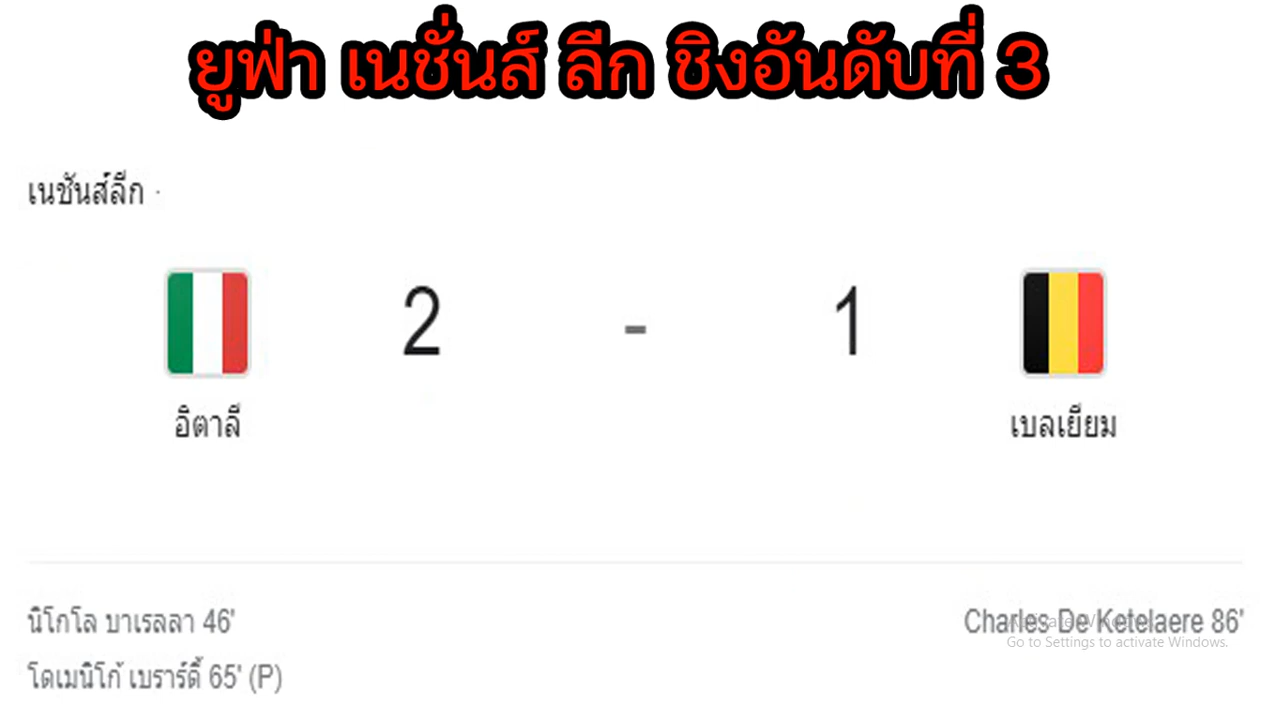 ยูฟ่า เนชั่นส์ ลีก ชิงอันดับที่ 3
เนชันส์ลีก ·
2 - 1
อิตาลี เบลเยียม
นิโกโล บาเรลลา 46' Charles De Ketelaere 86'
Activate Windows
Go to Settings to activate Windows.
โดเมนิโก้ เบราร์ดี้ 65' (P)